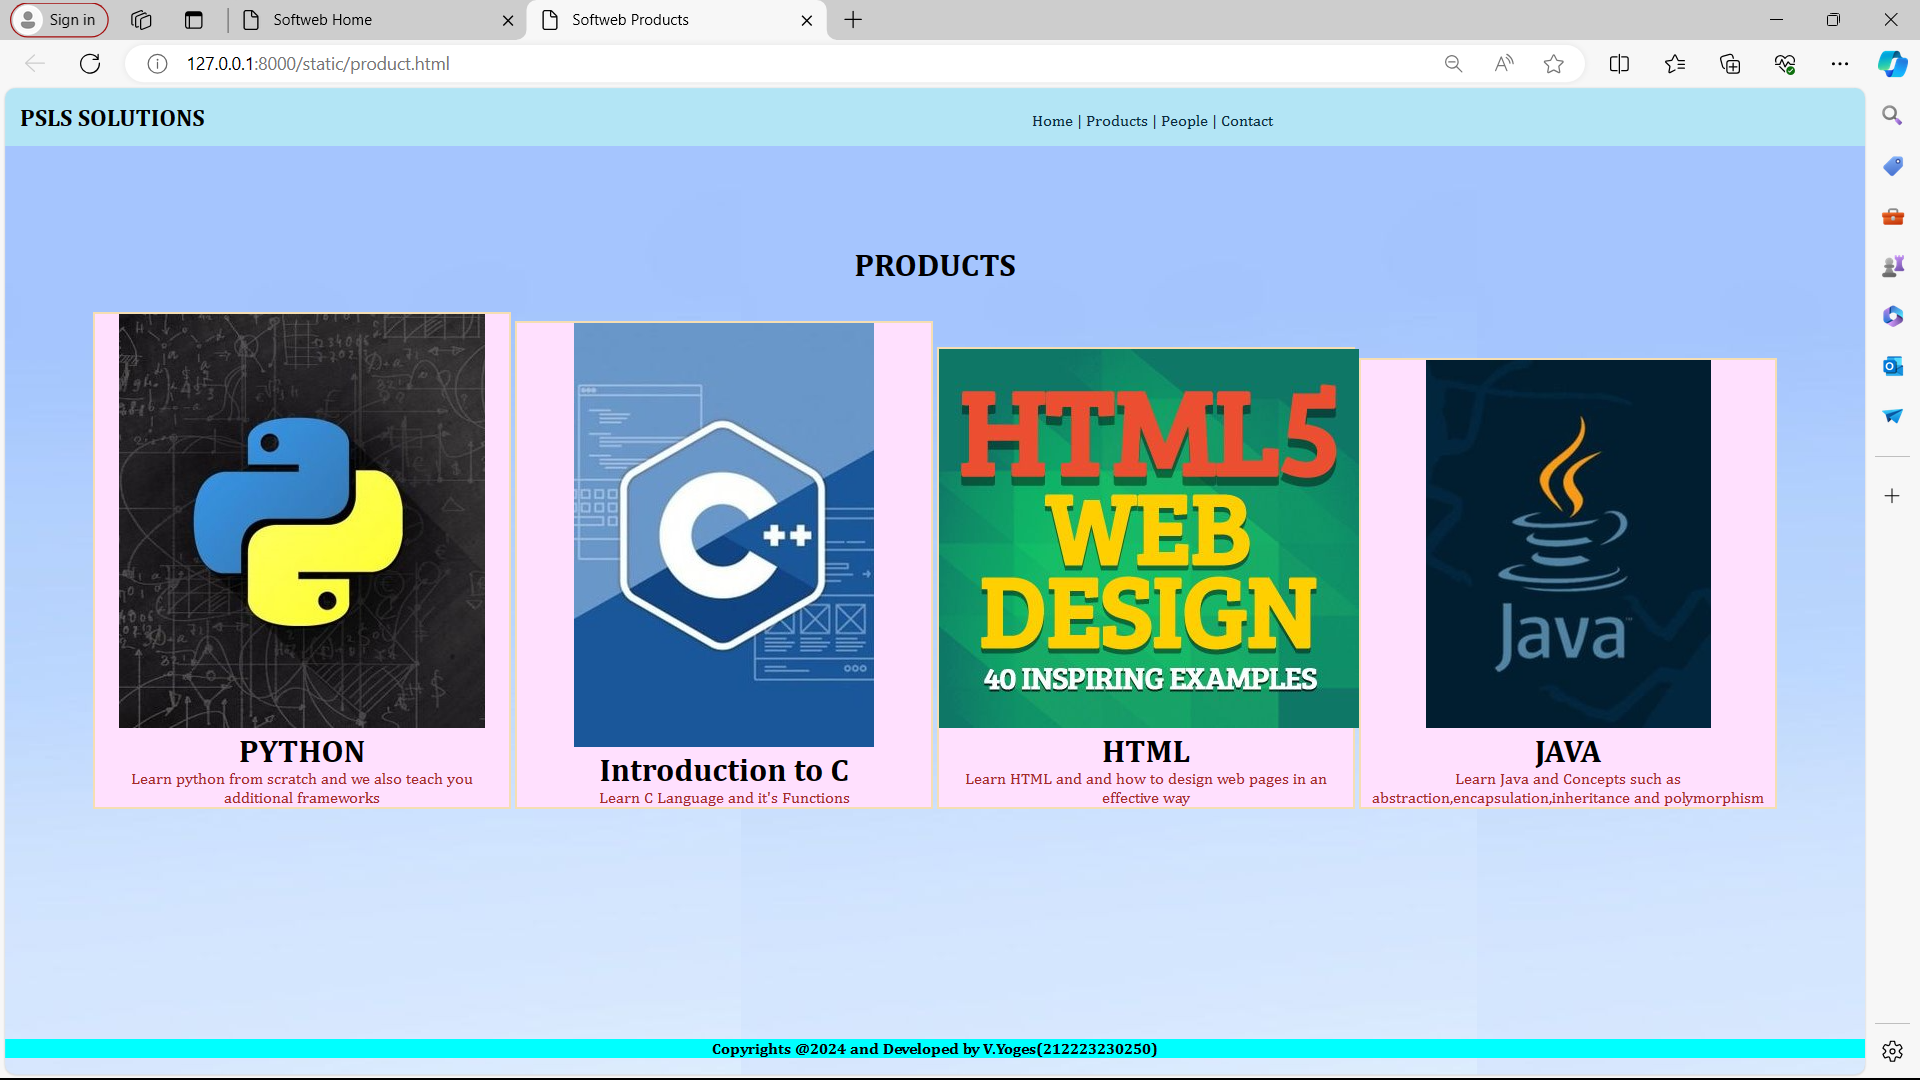 Sign in
Softweb Home
Softweb Products
127.0.0.1:8000/static/product.html
PSLS SOLUTIONS
Home | Products | People | Contact
PRODUCTS
HTML5
WEB
DESIGN
40 INSPIRING EXAMPLES
C++
Java
PYTHON
Learn python from scratch and we also teach you
additional frameworks
Introduction to C
Learn C Language and it's Functions
HTML
Learn HTML and and how to design web pages in an
effective way
JAVA
Learn Java and Concepts such as
abstraction,encapsulation,inheritance and polymorphism
Copyrights @2024 and Developed by V.Yoges(212223230250)